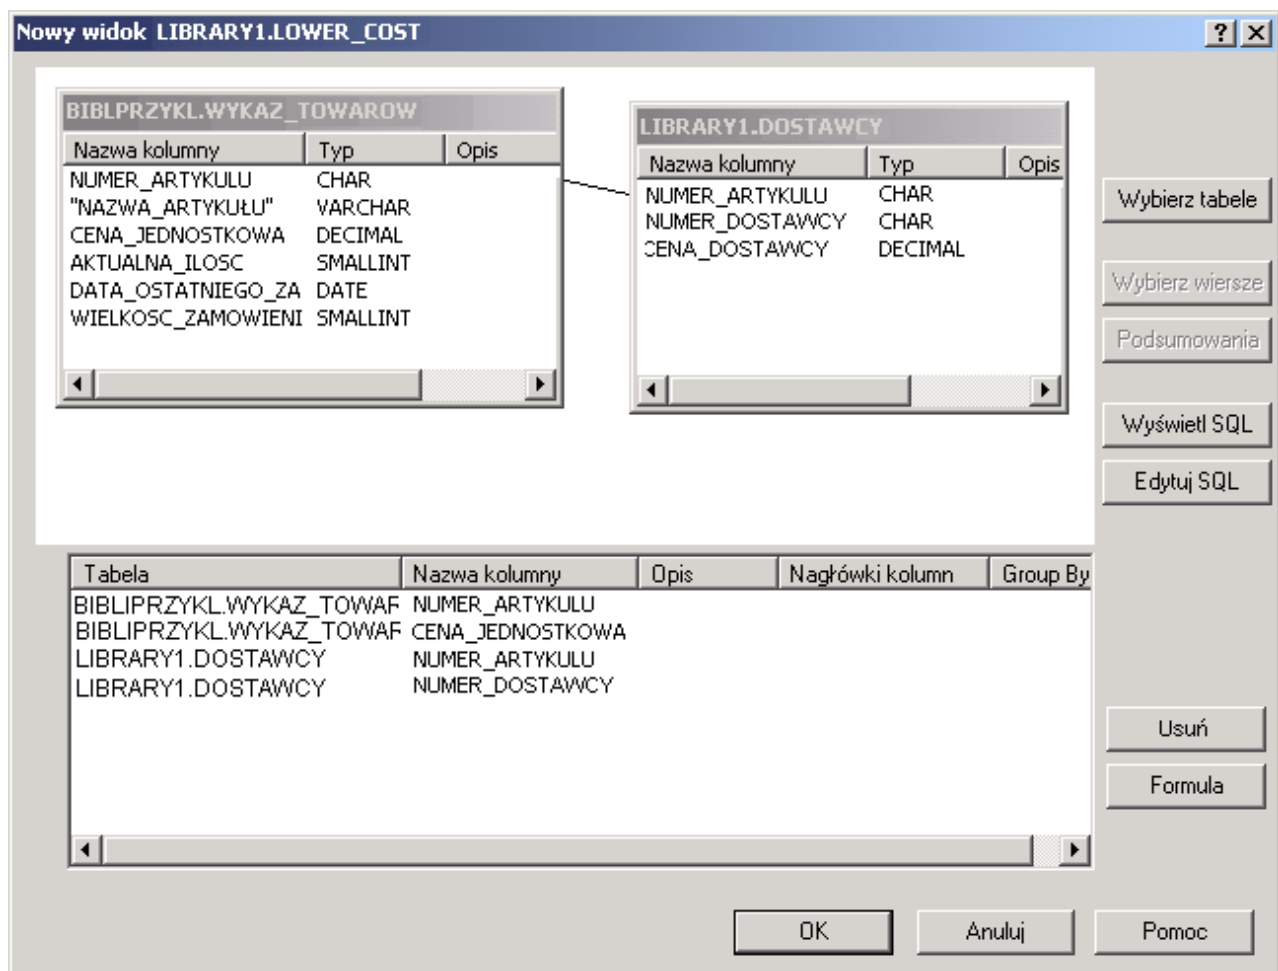 Nowy widok LIBRARY1.LOWER_COST
BIBLPRZYKL.WYKAZ_TOWAROW
Nazwa kolumny Typ Opis
NUMER_ARTYKULU CHAR
"NAZWA_ARTYKUŁU" VARCHAR
CENA_JEDNOSTKOWA DECIMAL
AKTUALNA_ILOSC SMALLINT
DATA_OSTATNIEGO_ZA DATE
WIELKOSC_ZAMOWIENI SMALLINT
LIBRARY1.DOSTAWCY
Nazwa kolumny Typ Opis
NUMER_ARTYKULU CHAR
NUMER_DOSTAWCY CHAR
CENA_DOSTAWCY DECIMAL
Wybierz tabele
Wybierz wiersze
Podsumowania
Wyświetl SQL
Edytuj SQL
Tabela Nazwa kolumny Opis Nagłówki kolumn Group By
BIBLIPRZYKL.WYKAZ_TOWAR NUMER_ARTYKULU
BIBLIPRZYKL.WYKAZ_TOWAR CENA_JEDNOSTKOWA
LIBRARY1.DOSTAWCY NUMER_ARTYKULU
LIBRARY1.DOSTAWCY NUMER_DOSTAWCY
Usuń
Formula
OK Anuluj Pomoc